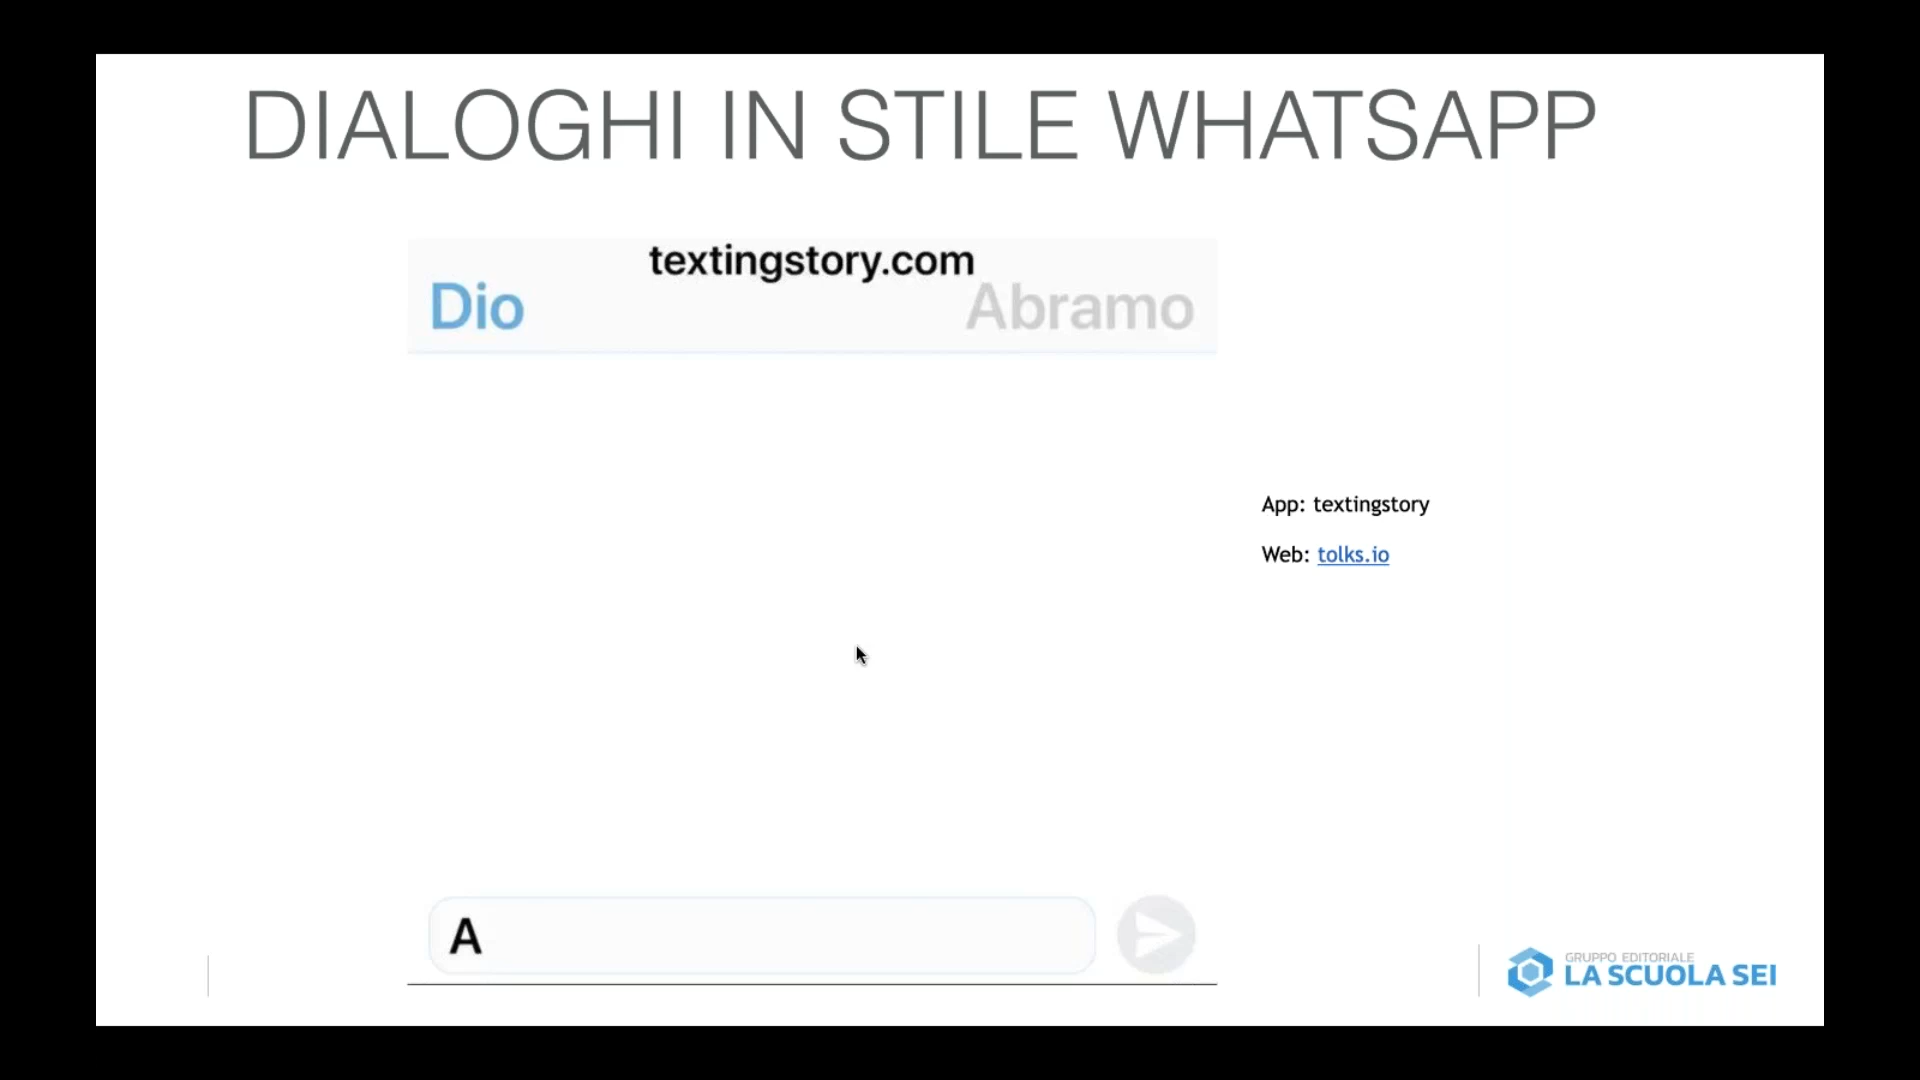 DIALOGHI IN STILE WHATSAPP
textingstory.com
Dio
Abramo
App: textingstory
Web: tolks.io
A
GRUPPO EDITORIALE
LA SCUOLA SEI